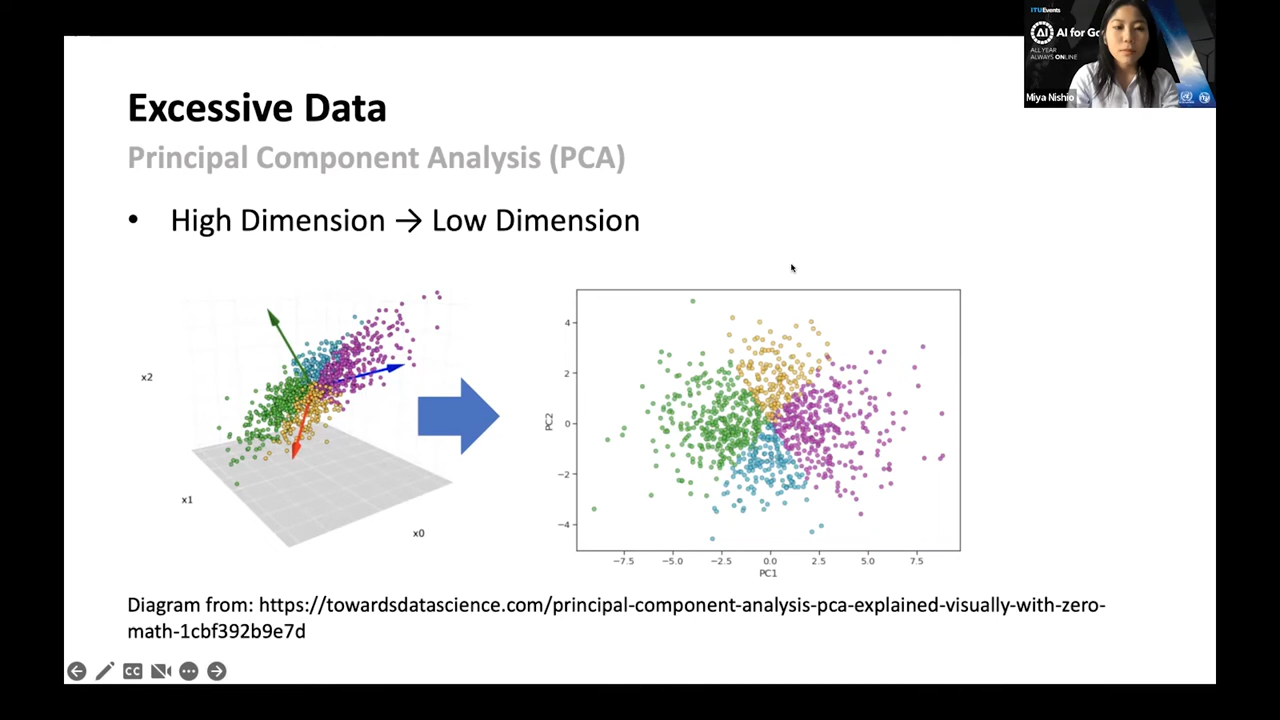 ITUEvents
AI
AI for Go
ALL YEAR
ALWAYS ONLINE
Miya Nishio
Excessive Data
Principal Component Analysis (PCA)
• High Dimension → Low Dimension
x2
x1
x0
PC2
4
2
0
−2
−4
−7.5 −5.0 −2.5 0.0 2.5 5.0 7.5
PC1
Diagram from: https://towardsdatascience.com/principal-component-analysis-pca-explained-visually-with-zero-
math-1cbf392b9e7d
CC